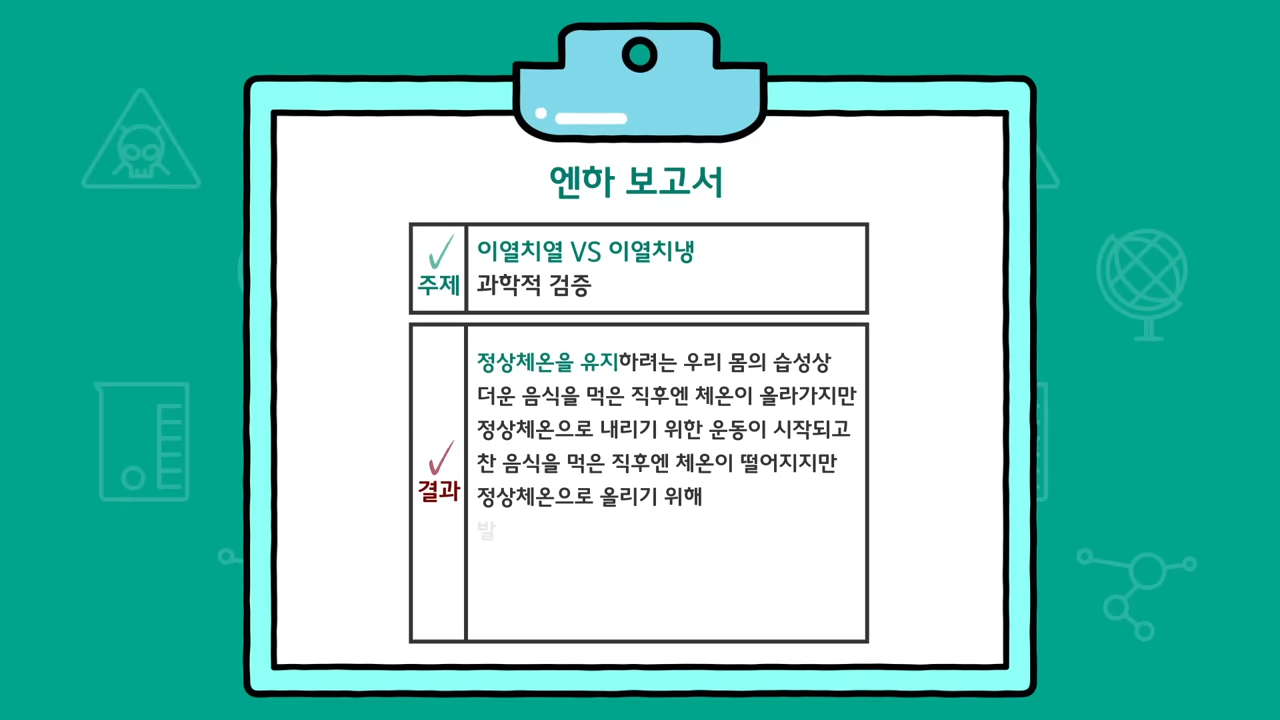 엔하 보고서
주제
이열치열 VS 이열치냉
과학적 검증
결과
정상체온을 유지하려는 우리 몸의 습성상
더운 음식을 먹은 직후엔 체온이 올라가지만
정상체온으로 내리기 위한 운동이 시작되고
찬 음식을 먹은 직후엔 체온이 떨어지지만
정상체온으로 올리기 위해
발